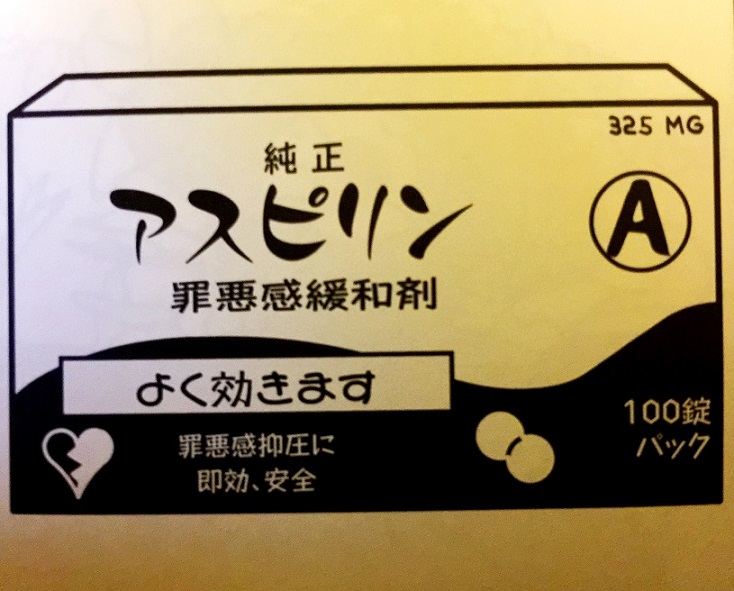 325 MG
純正
アスピリン
A
罪悪感緩和剤
よく効きます
罪悪感抑圧に
即効、安全
100錠
パック